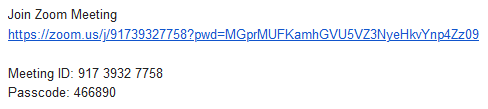 Join Zoom Meeting
https://zoom.us/j/91739327758?pwd=MGprMUFKamhGVU5VZ3NyeHkvYnp4Zz09
Meeting ID: 917 3932 7758
Passcode: 466890